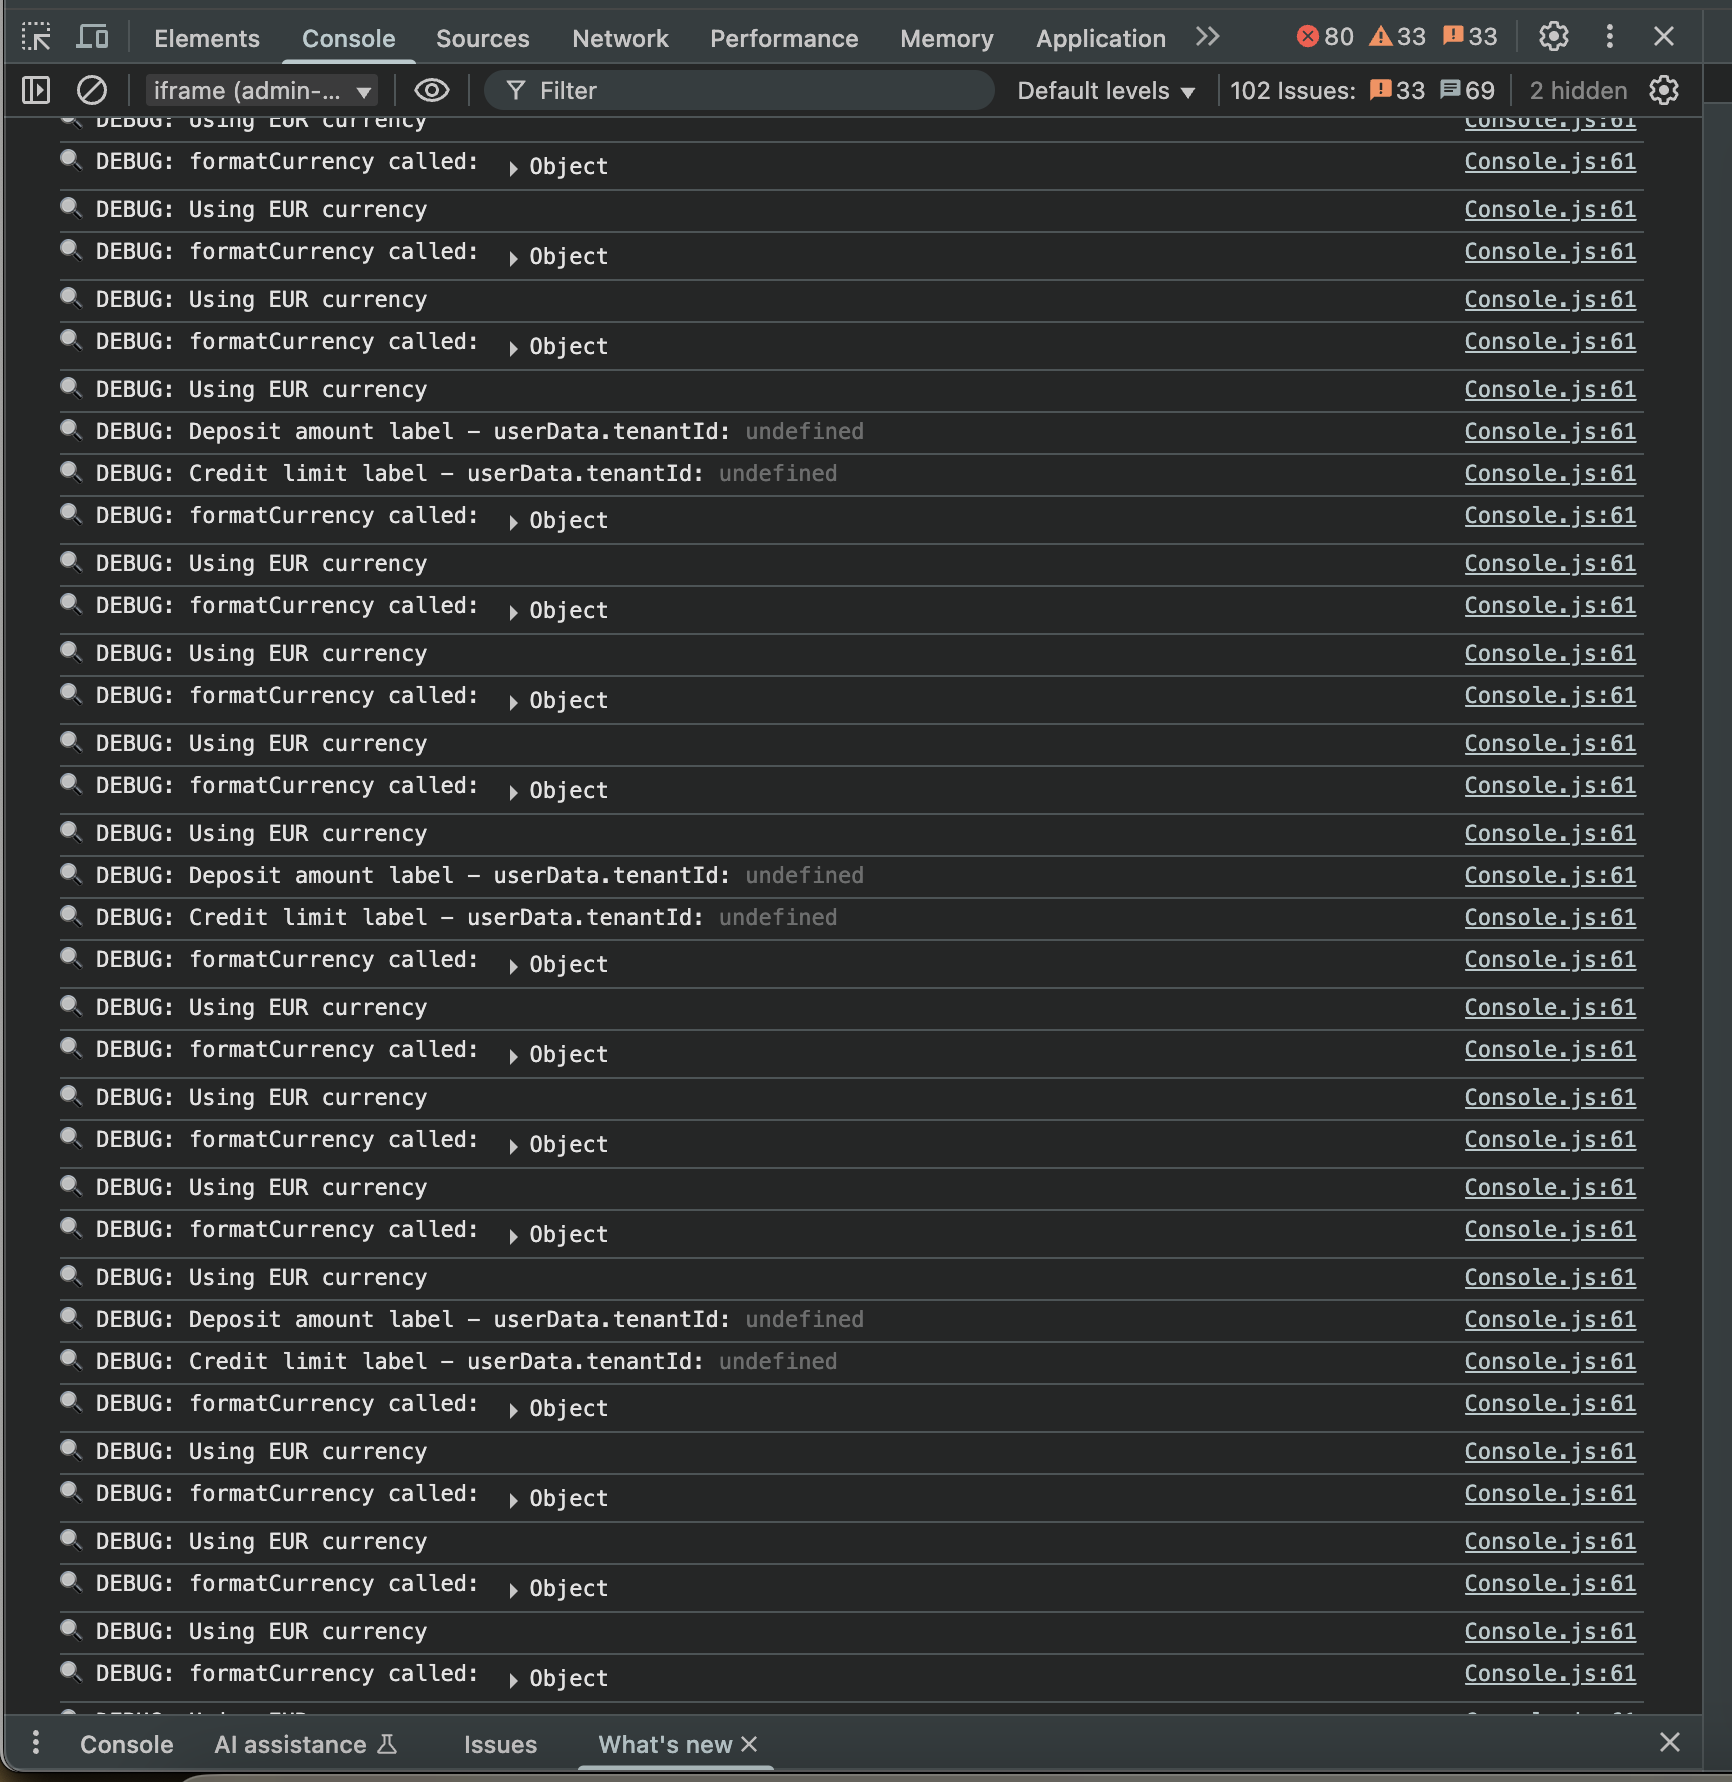 Elements Console Sources Network Performance Memory Application 80 33 33
iframe (admin-... Filter Default levels 102 Issues: 33 69 2 hidden
DEBUG: Using EUR currency Console.js:61
DEBUG: formatCurrency called: Object Console.js:61
DEBUG: Using EUR currency Console.js:61
DEBUG: formatCurrency called: Object Console.js:61
DEBUG: Using EUR currency Console.js:61
DEBUG: formatCurrency called: Object Console.js:61
DEBUG: Using EUR currency Console.js:61
DEBUG: Deposit amount label – userData.tenantId: undefined Console.js:61
DEBUG: Credit limit label – userData.tenantId: undefined Console.js:61
DEBUG: formatCurrency called: Object Console.js:61
DEBUG: Using EUR currency Console.js:61
DEBUG: formatCurrency called: Object Console.js:61
DEBUG: Using EUR currency Console.js:61
DEBUG: formatCurrency called: Object Console.js:61
DEBUG: Using EUR currency Console.js:61
DEBUG: formatCurrency called: Object Console.js:61
DEBUG: Using EUR currency Console.js:61
DEBUG: Deposit amount label – userData.tenantId: undefined Console.js:61
DEBUG: Credit limit label – userData.tenantId: undefined Console.js:61
DEBUG: formatCurrency called: Object Console.js:61
DEBUG: Using EUR currency Console.js:61
DEBUG: formatCurrency called: Object Console.js:61
DEBUG: Using EUR currency Console.js:61
DEBUG: formatCurrency called: Object Console.js:61
DEBUG: Using EUR currency Console.js:61
DEBUG: formatCurrency called: Object Console.js:61
DEBUG: Using EUR currency Console.js:61
DEBUG: Deposit amount label – userData.tenantId: undefined Console.js:61
DEBUG: Credit limit label – userData.tenantId: undefined Console.js:61
DEBUG: formatCurrency called: Object Console.js:61
DEBUG: Using EUR currency Console.js:61
DEBUG: formatCurrency called: Object Console.js:61
DEBUG: Using EUR currency Console.js:61
DEBUG: formatCurrency called: Object Console.js:61
DEBUG: Using EUR currency Console.js:61
DEBUG: formatCurrency called: Object Console.js:61
Console AI assistance Issues What's new